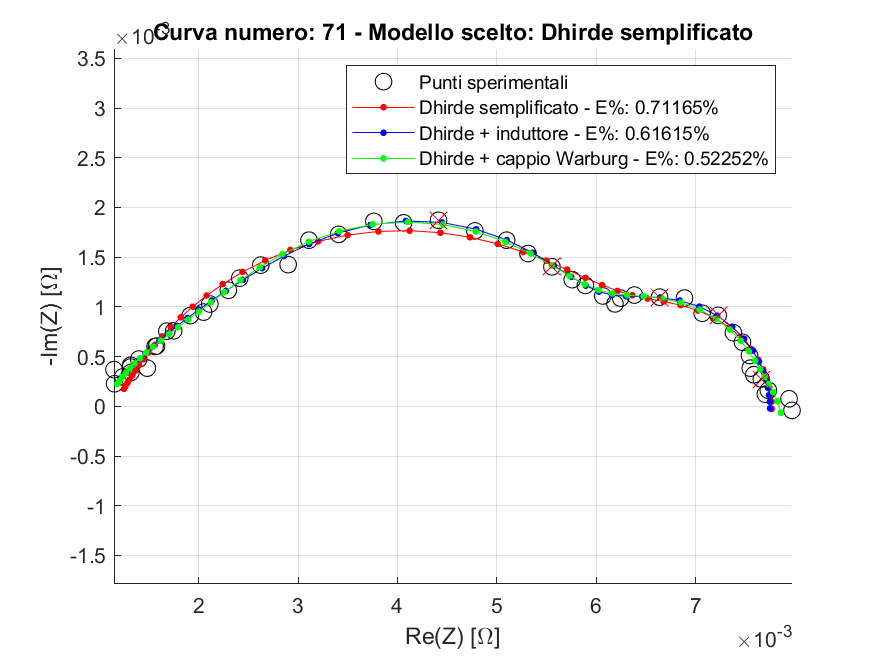 ×10-3
Curva numero: 71 - Modello scelto: Dhirde semplificato
Punti sperimentali
Dhirde semplificato - E%: 0.71165%
Dhirde + induttore - E%: 0.61615%
Dhirde + cappio Warburg - E%: 0.52252%
3.5
3
2.5
2
1.5
1
0.5
0
-0.5
-1
-1.5
-Im(Z) [Ω]
2 3 4 5 6 7
Re(Z) [Ω]
×10-3